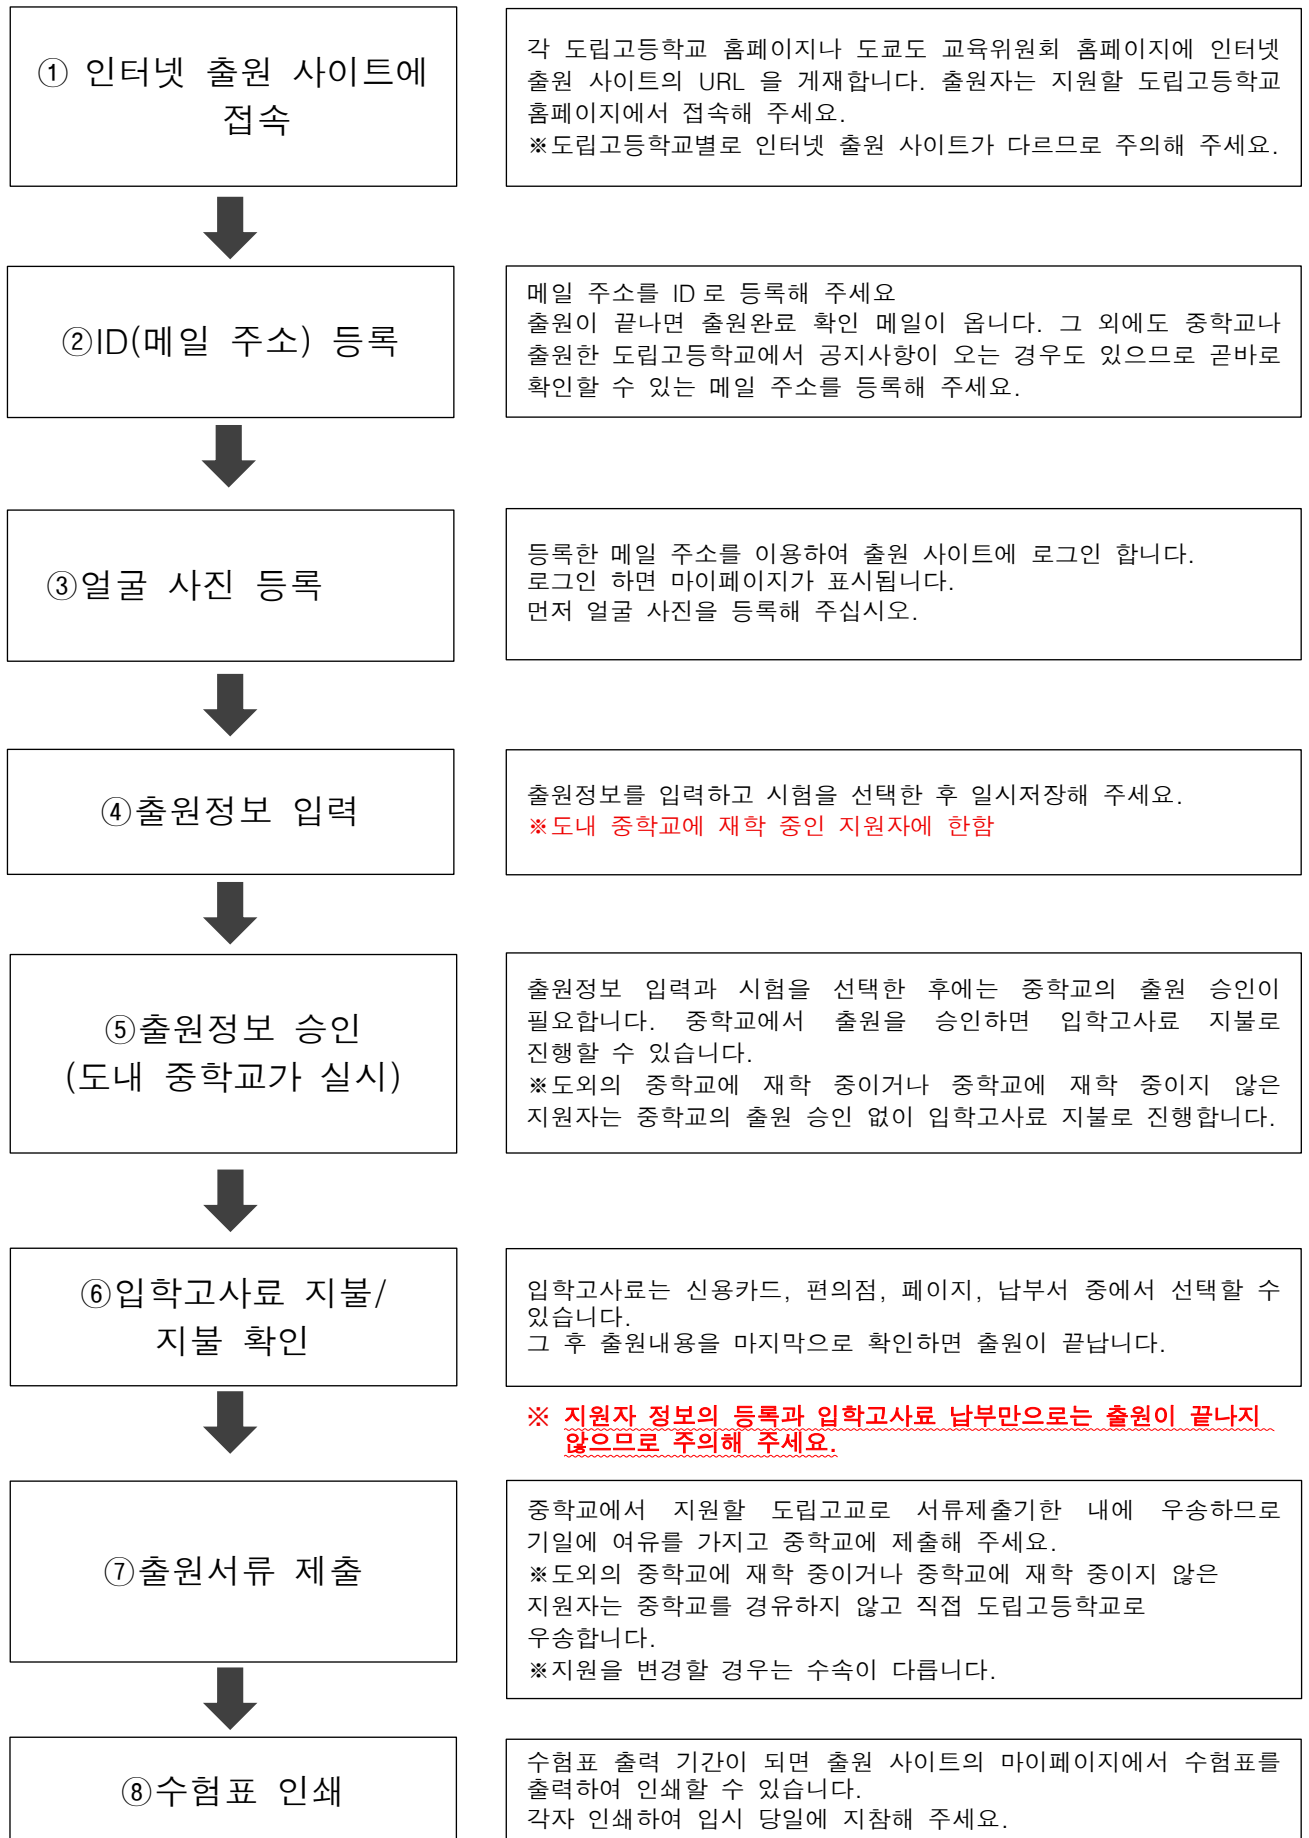 ① 인터넷 출원 사이트에
접속
각 도립고등학교 홈페이지나 도쿄도 교육위원회 홈페이지에 인터넷
출원 사이트의 URL 을 게재합니다. 출원자는 지원할 도립고등학교
홈페이지에서 접속해 주세요.
※도립고등학교별로 인터넷 출원 사이트가 다르므로 주의해 주세요.
②ID(메일 주소) 등록
메일 주소를 ID로 등록해 주세요
출원이 끝나면 출원완료 확인 메일이 옵니다. 그 외에도 중학교나
출원한 도립고등학교에서 공지사항이 오는 경우도 있으므로 곧바로
확인할 수 있는 메일 주소를 등록해 주세요.
③얼굴 사진 등록
등록한 메일 주소를 이용하여 출원 사이트에 로그인 합니다.
로그인 하면 마이페이지가 표시됩니다.
먼저 얼굴 사진을 등록해 주십시오.
④출원정보 입력
출원정보를 입력하고 시험을 선택한 후 일시저장해 주세요.
※도내 중학교에 재학 중인 지원자에 한함
⑤출원정보 승인
(도내 중학교가 실시)
출원정보 입력과 시험을 선택한 후에는 중학교의 출원 승인이
필요합니다. 중학교에서 출원을 승인하면 입학고사료 지불로
진행할 수 있습니다.
※도외의 중학교에 재학 중이거나 중학교에 재학 중이지 않은
지원자는 중학교의 출원 승인 없이 입학고사료 지불로 진행합니다.
⑥입학고사료 지불/
지불 확인
입학고사료는 신용카드, 편의점, 페이지, 납부서 중에서 선택할 수
있습니다.
그 후 출원내용을 마지막으로 확인하면 출원이 끝납니다.
※ 지원자 정보의 등록과 입학고사료 납부만으로는 출원이 끝나지
않으므로 주의해 주세요.
⑦출원서류 제출
중학교에서 지원할 도립고교로 서류제출기한 내에 우송하므로
기일에 여유를 가지고 중학교에 제출해 주세요.
※도외의 중학교에 재학 중이거나 중학교에 재학 중이지 않은
지원자는 중학교를 경유하지 않고 직접 도립고등학교로
우송합니다.
※지원을 변경할 경우는 수속이 다릅니다.
⑧수험표 인쇄
수험표 출력 기간이 되면 출원 사이트의 마이페이지에서 수험표를
출력하여 인쇄할 수 있습니다.
각자 인쇄하여 입시 당일에 지참해 주세요.